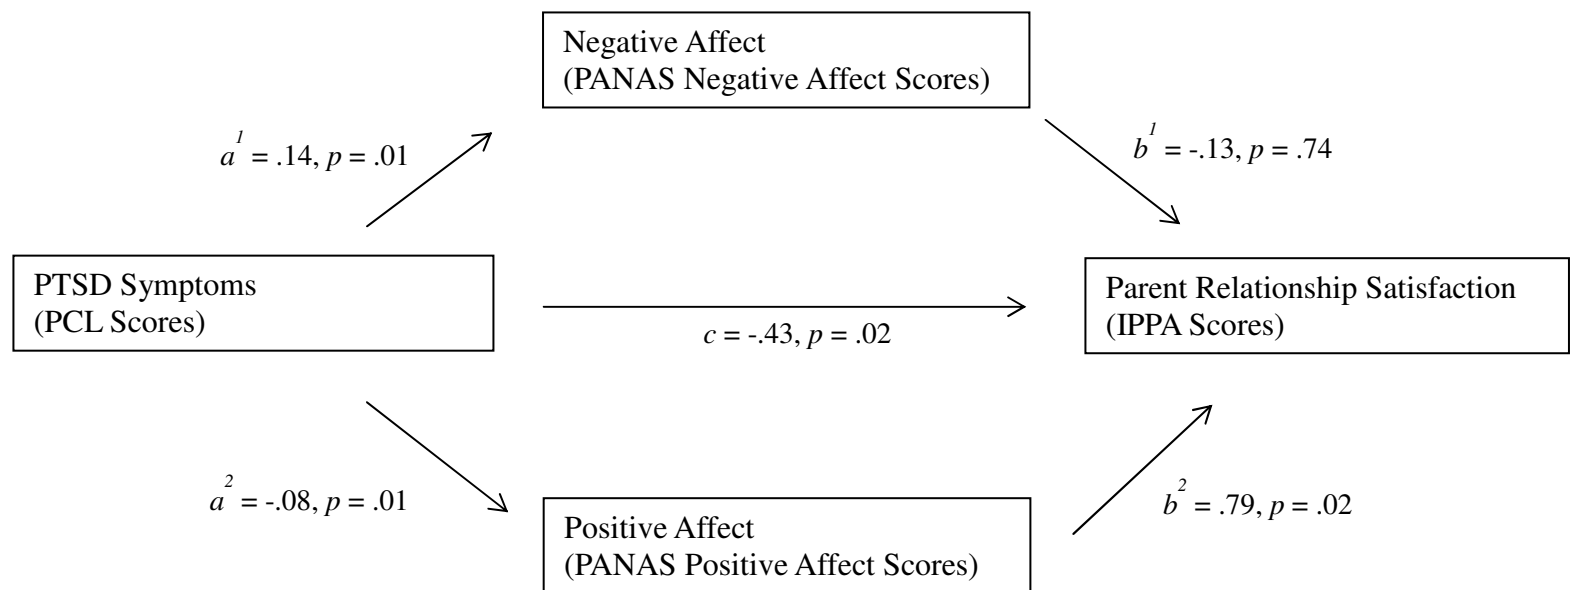 Negative Affect
(PANAS Negative Affect Scores)
a¹ = .14, p = .01
b¹ = -.13, p = .74
PTSD Symptoms
(PCL Scores)
Parent Relationship Satisfaction
(IPPA Scores)
c = -.43, p = .02
a² = -.08, p = .01
b² = .79, p = .02
Positive Affect
(PANAS Positive Affect Scores)